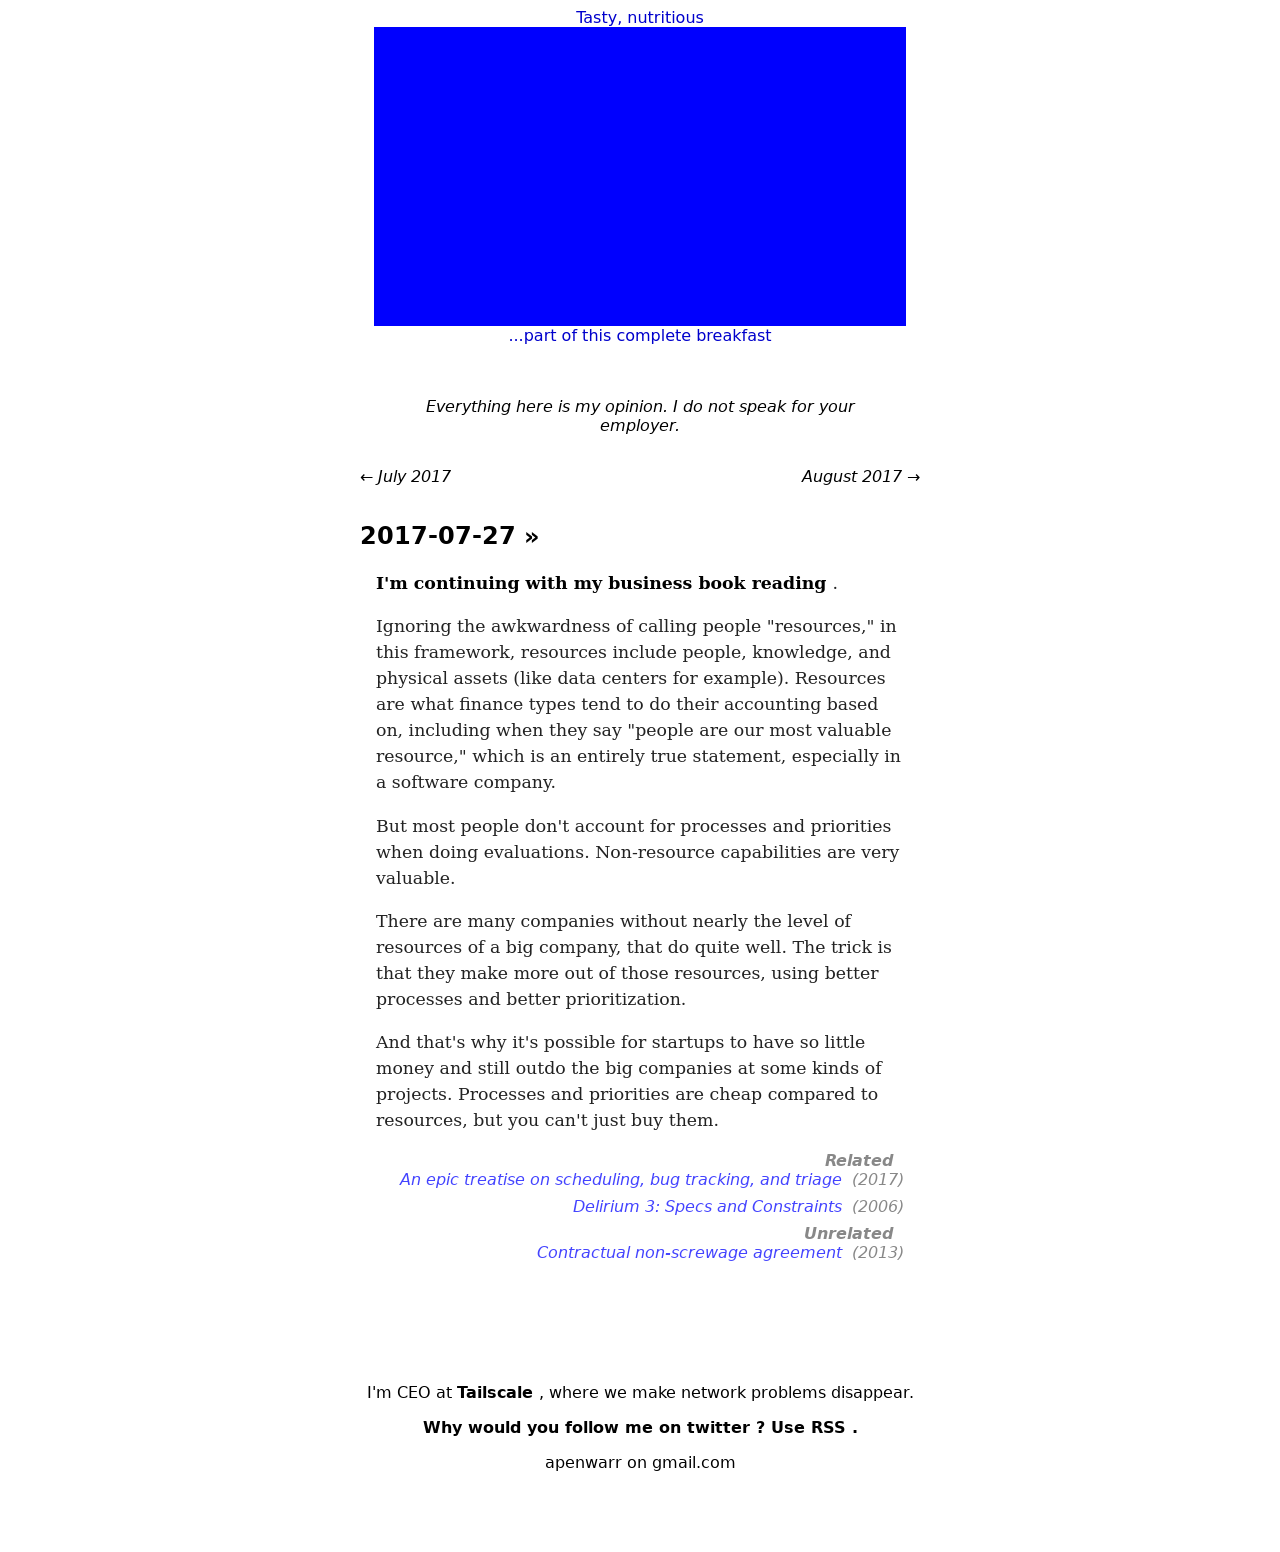 Tasty, nutritious
...part of this complete breakfast
Everything here is my opinion. I do not speak for your
employer.
← July 2017
August 2017 →
2017-07-27 »
I'm continuing with my business book reading .
Ignoring the awkwardness of calling people "resources," in
this framework, resources include people, knowledge, and
physical assets (like data centers for example). Resources
are what finance types tend to do their accounting based
on, including when they say "people are our most valuable
resource," which is an entirely true statement, especially in
a software company.
But most people don't account for processes and priorities
when doing evaluations. Non-resource capabilities are very
valuable.
There are many companies without nearly the level of
resources of a big company, that do quite well. The trick is
that they make more out of those resources, using better
processes and better prioritization.
And that's why it's possible for startups to have so little
money and still outdo the big companies at some kinds of
projects. Processes and priorities are cheap compared to
resources, but you can't just buy them.
Related
An epic treatise on scheduling, bug tracking, and triage (2017)
Delirium 3: Specs and Constraints (2006)
Unrelated
Contractual non-screwage agreement (2013)
I'm CEO at Tailscale , where we make network problems disappear.
Why would you follow me on twitter ? Use RSS .
apenwarr on gmail.com